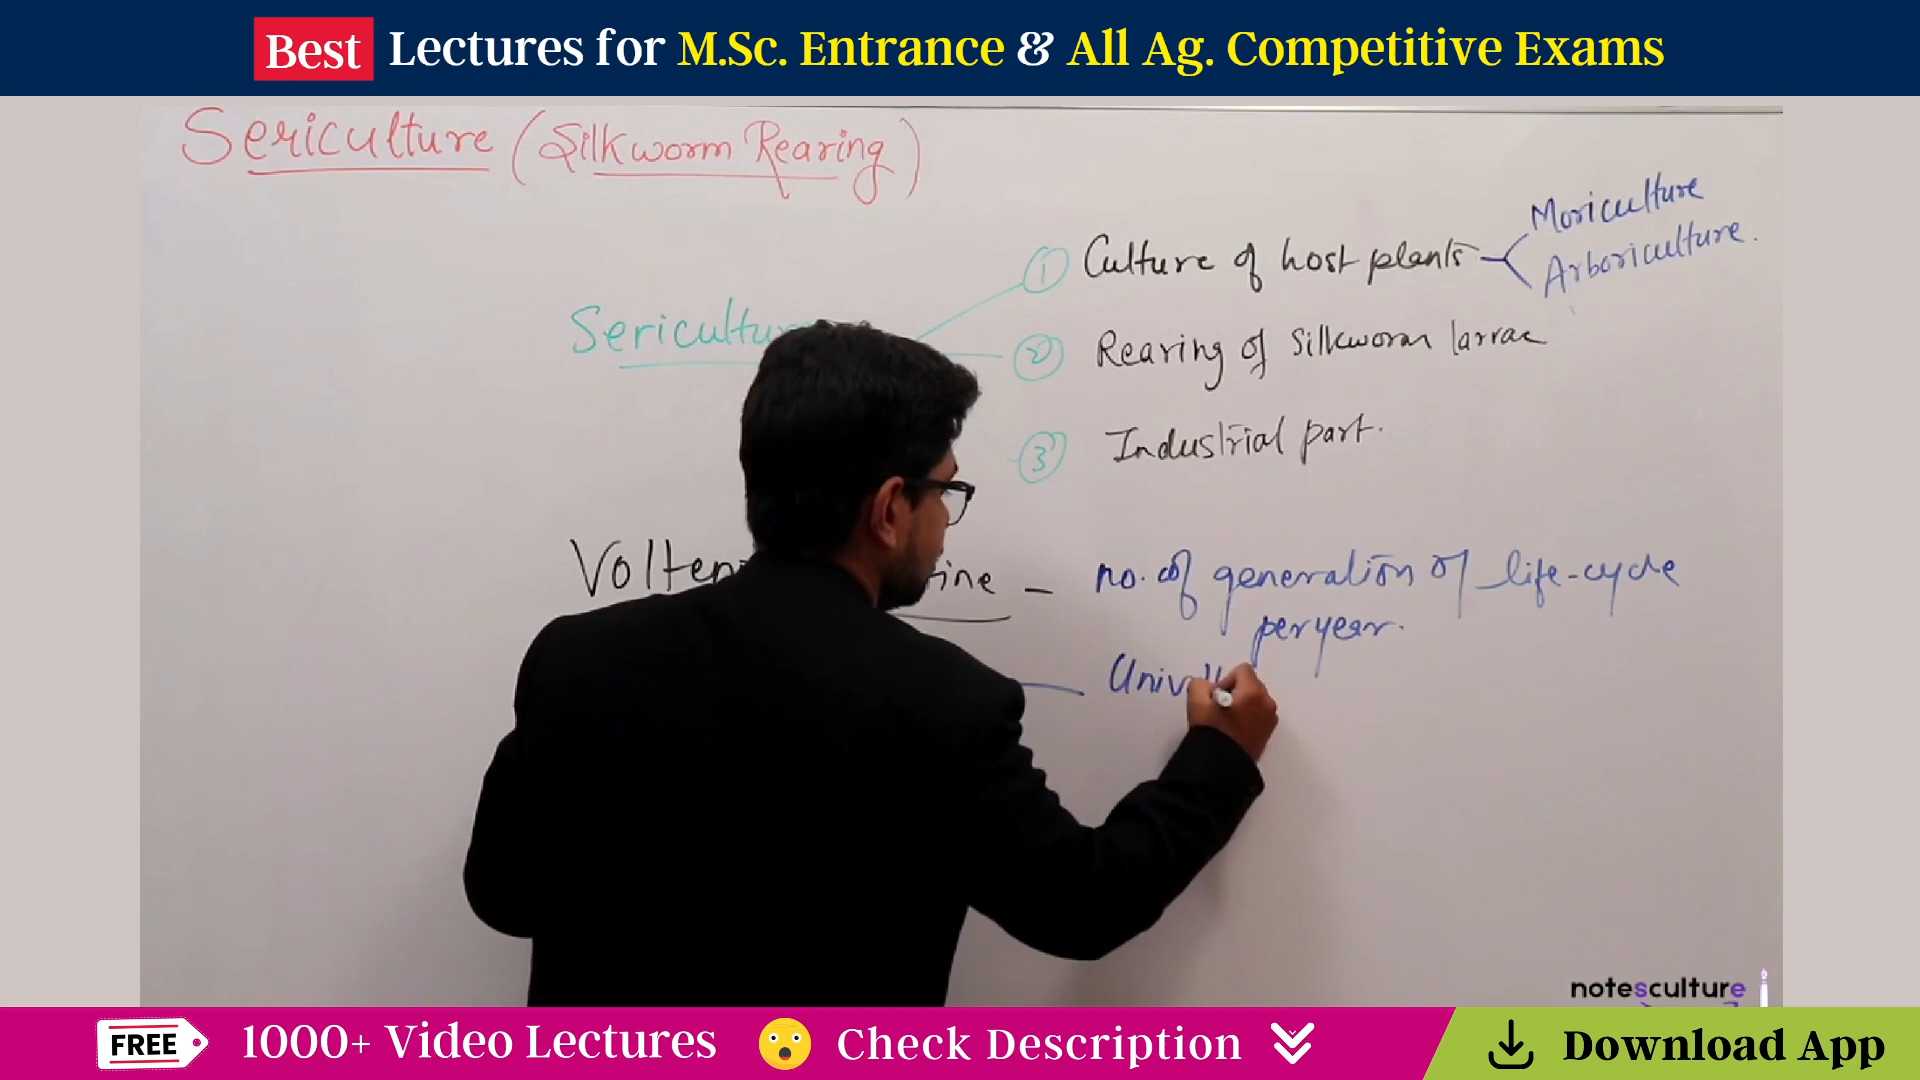 Best Lectures for M.Sc. Entrance & All Ag. Competitive Exams
Sericulture (Silkworm Rearing)
Moriculture
① Culture of host plants
Arboriculture.
Sericultu
② Rearing of Silkworm larvae
③ Industrial part.
Volten ine - no. of generation of life-cycle
per year.
notesculture
FREE 1000+ Video Lectures 😮 Check Description Download App